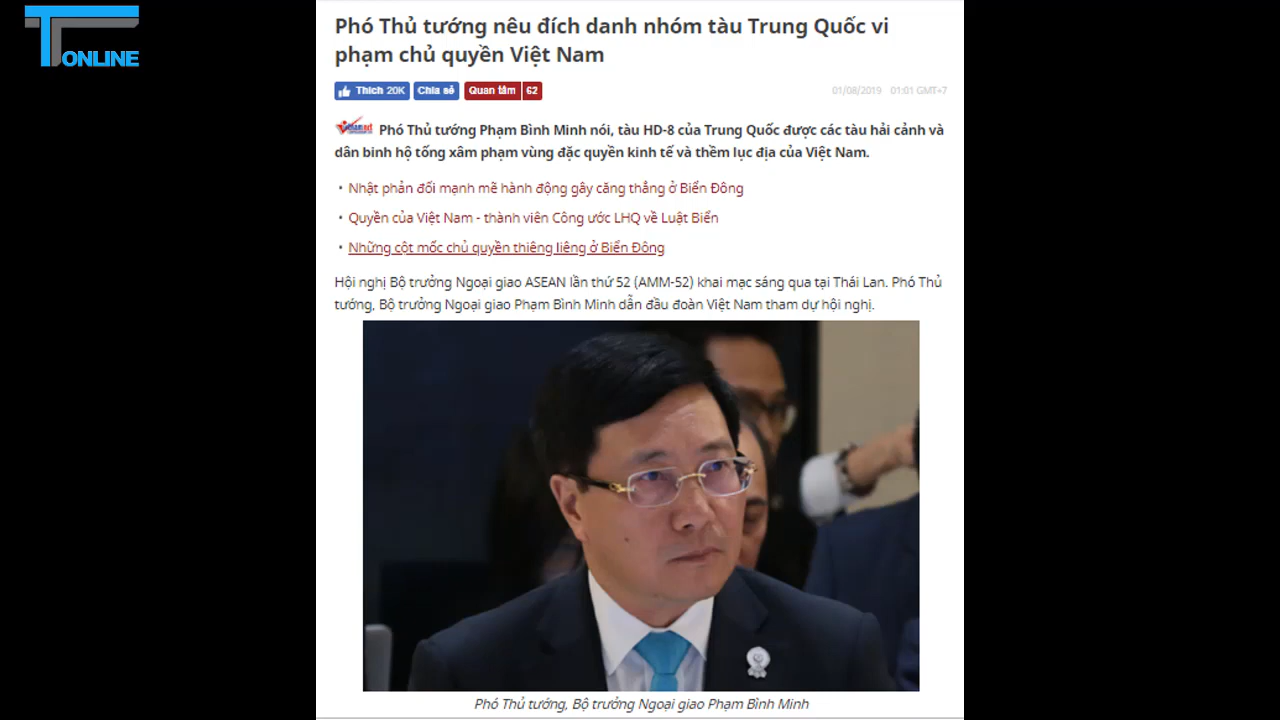 T
ONLINE
Phó Thủ tướng nêu đích danh nhóm tàu Trung Quốc vi
phạm chủ quyền Việt Nam
Thích 20K Chia sẻ Quan tâm 62
01/08/2019 01:01 GMT+7
Phó Thủ tướng Phạm Bình Minh nói, tàu HD-8 của Trung Quốc được các tàu hải cảnh và
dân binh hộ tống xâm phạm vùng đặc quyền kinh tế và thềm lục địa của Việt Nam.
• Nhật phản đối mạnh mẽ hành động gây căng thẳng ở Biển Đông
• Quyền của Việt Nam - thành viên Công ước LHQ về Luật Biển
• Những cột mốc chủ quyền thiêng liêng ở Biển Đông
Hội nghị Bộ trưởng Ngoại giao ASEAN lần thứ 52 (AMM-52) khai mạc sáng qua tại Thái Lan. Phó Thủ
tướng, Bộ trưởng Ngoại giao Phạm Bình Minh dẫn đầu đoàn Việt Nam tham dự hội nghị.
Phó Thủ tướng, Bộ trưởng Ngoại giao Phạm Bình Minh